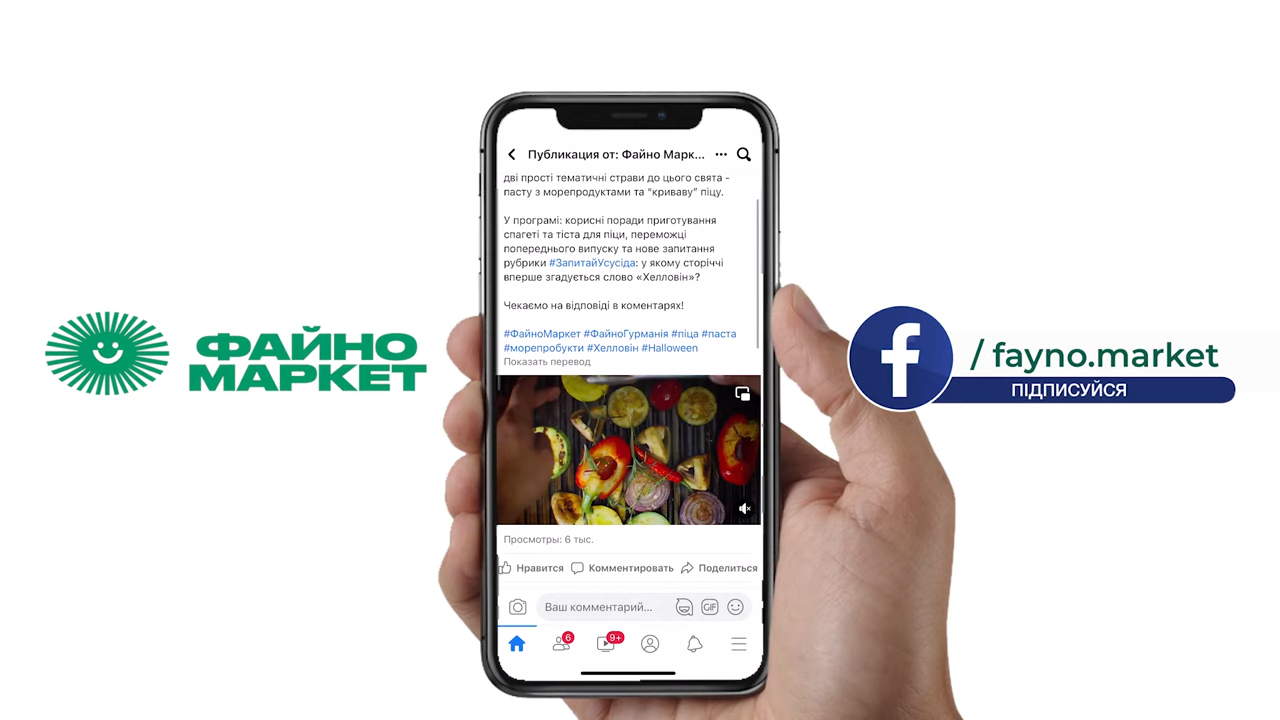 ФАЙНО
МАРКЕТ
Публикация от: Файно Марк...
дві прості тематичні страви до цього свята -
пасту з морепродуктами та “криваву” піцу.
У програмі: корисні поради приготування
спагеті та тіста для піци, переможці
попереднього випуску та нове запитання
рубрики #ЗапитайУсусіда: у якому сторіччі
вперше згадується слово «Хелловін»?
Чекаємо на відповіді в коментарях!
#ФайноМаркет #ФайноГурманія #піца #паста
#морепробукти #Хелловін #Halloween
Показать перевод
Просмотры: 6 тыс.
Нравится Комментировать Поделиться
Ваш комментарий... GIF
6 9+
f / fayno.market
ПІДПИСУЙСЯ